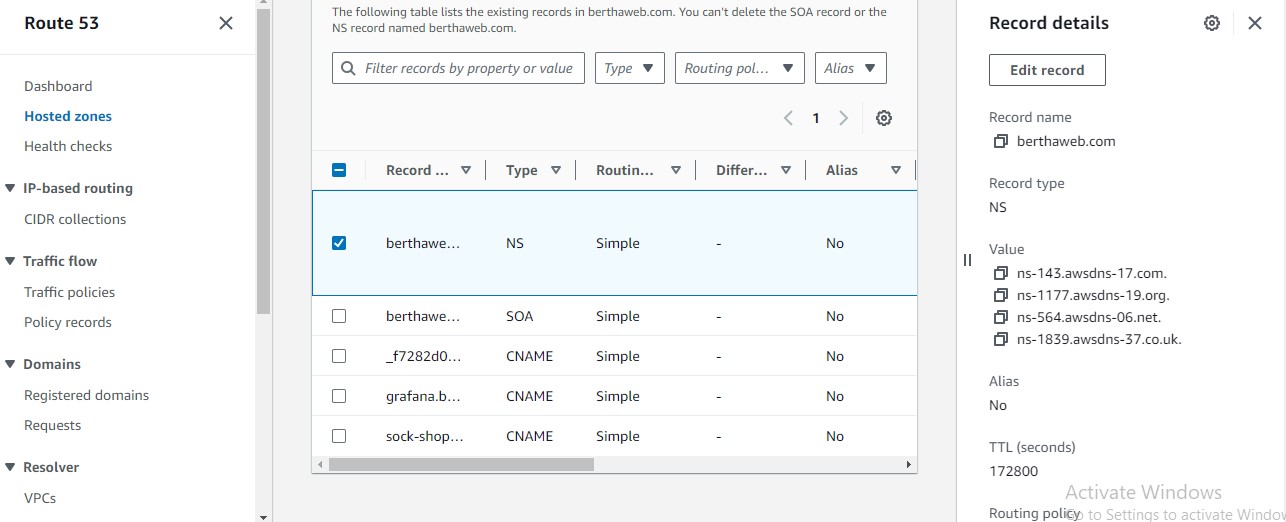 Route 53
Dashboard
Hosted zones
Health checks
IP-based routing
CIDR collections
Traffic flow
Traffic policies
Policy records
Domains
Registered domains
Requests
Resolver
VPCs
The following table lists the existing records in berthaweb.com. You can't delete the SOA record or the
NS record named berthaweb.com.
Filter records by property or value
Type
Routing pol...
Alias
1
Record ... Type Routin... Differ... Alias
berthawe... NS Simple - No
berthawe... SOA Simple - No
_f7282d0... CNAME Simple - No
grafana.b... CNAME Simple - No
sock-shop... CNAME Simple - No
Record details
Edit record
Record name
berthaweb.com
Record type
NS
Value
ns-143.awsdns-17.com.
ns-1177.awsdns-19.org.
ns-564.awsdns-06.net.
ns-1839.awsdns-37.co.uk.
Alias
No
TTL (seconds)
172800
Routing policy
Activate Windows
Go to Settings to activate Window